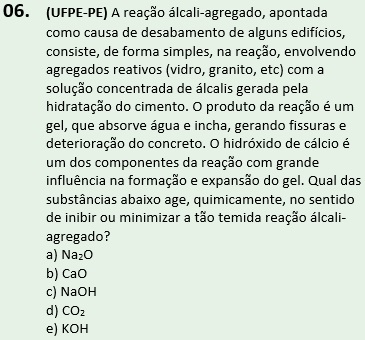 06. (UFPE-PE) A reação álcali-agregado, apontada
como causa de desabamento de alguns edifícios,
consiste, de forma simples, na reação, envolvendo
agregados reativos (vidro, granito, etc) com a
solução concentrada de álcalis gerada pela
hidratação do cimento. O produto da reação é um
gel, que absorve água e incha, gerando fissuras e
deterioração do concreto. O hidróxido de cálcio é
um dos componentes da reação com grande
influência na formação e expansão do gel. Qual das
substâncias abaixo age, quimicamente, no sentido
de inibir ou minimizar a tão temida reação álcali-
agregado?
a) Na₂O
b) CaO
c) NaOH
d) CO₂
e) KOH